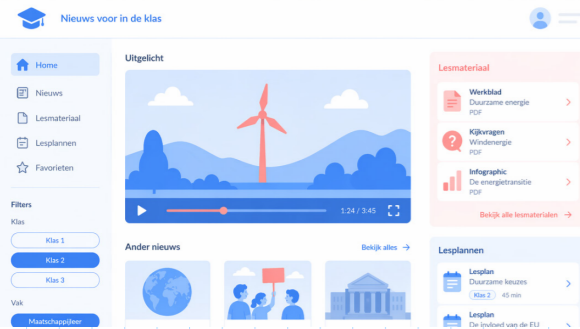 Nieuws voor in de klas
Home
Nieuws
Lesmateriaal
Lesplannen
Favorieten
Filters
Klas
Klas 1
Klas 2
Klas 3
Vak
Maatschappijleer
Uitgelicht
1:24 / 3:45
Ander nieuws
Bekijk alles →
Lesmateriaal
Werkblad
Duurzame energie
PDF
Kijkvragen
Windenergie
PDF
Infographic
De energietransitie
PDF
Bekijk alle lesmaterialen →
Lesplannen
Lesplan
Duurzame keuzes
Klas 2 45 min
Lesplan
De invloed van de EU